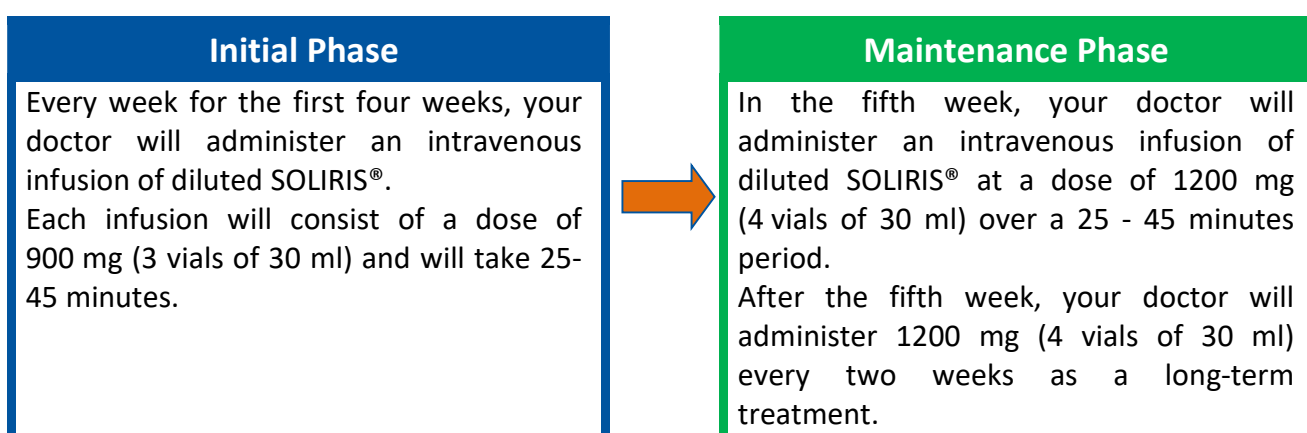 Initial Phase
Every week for the first four weeks, your
doctor will administer an intravenous
infusion of diluted SOLIRIS®.
Each infusion will consist of a dose of
900 mg (3 vials of 30 ml) and will take 25-
45 minutes.
Maintenance Phase
In the fifth week, your doctor will
administer an intravenous infusion of
diluted SOLIRIS® at a dose of 1200 mg
(4 vials of 30 ml) over a 25 - 45 minutes
period.
After the fifth week, your doctor will
administer 1200 mg (4 vials of 30 ml)
every two weeks as a long-term
treatment.